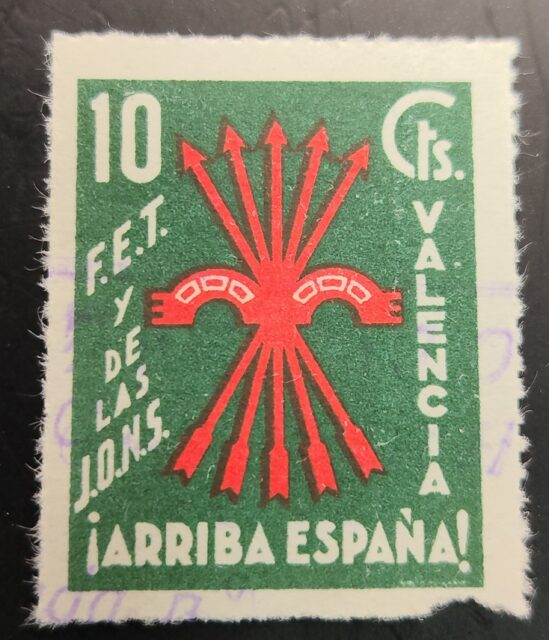 10 Cts.
F.E.T.
Y
DE
LAS
J.O.N.S.
VALENCIA
¡ARRIBA ESPAÑA!